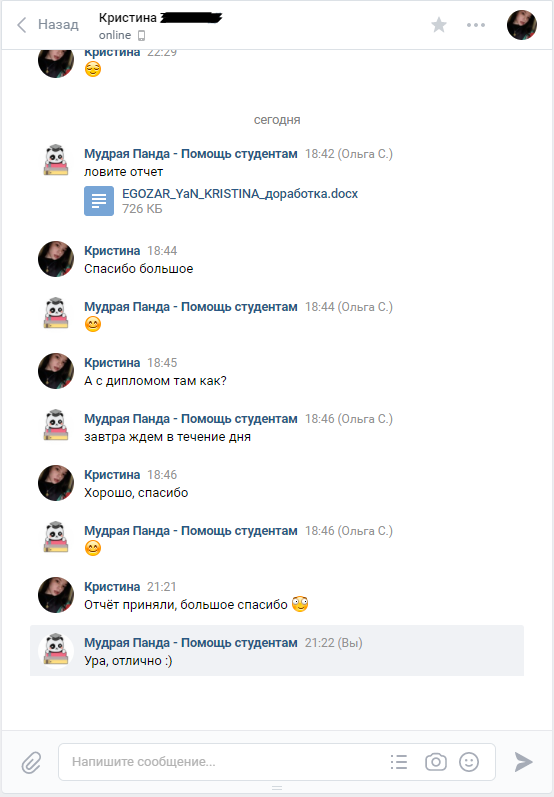 Назад
Кристина
online
Кристина 22:29
сегодня
Мудрая Панда - Помощь студентам 18:42 (Ольга С.)
ловите отчет
EGOZAR_YaN_KRISTINA_доработка.docx
726 КБ
Кристина 18:44
Спасибо большое
Мудрая Панда - Помощь студентам 18:44 (Ольга С.)
Кристина 18:45
А с дипломом там как?
Мудрая Панда - Помощь студентам 18:46 (Ольга С.)
завтра ждем в течение дня
Кристина 18:46
Хорошо, спасибо
Мудрая Панда - Помощь студентам 18:46 (Ольга С.)
Кристина 21:21
Отчёт приняли, большое спасибо
Мудрая Панда - Помощь студентам 21:22 (Вы)
Ура, отлично :)
Напишите сообщение...